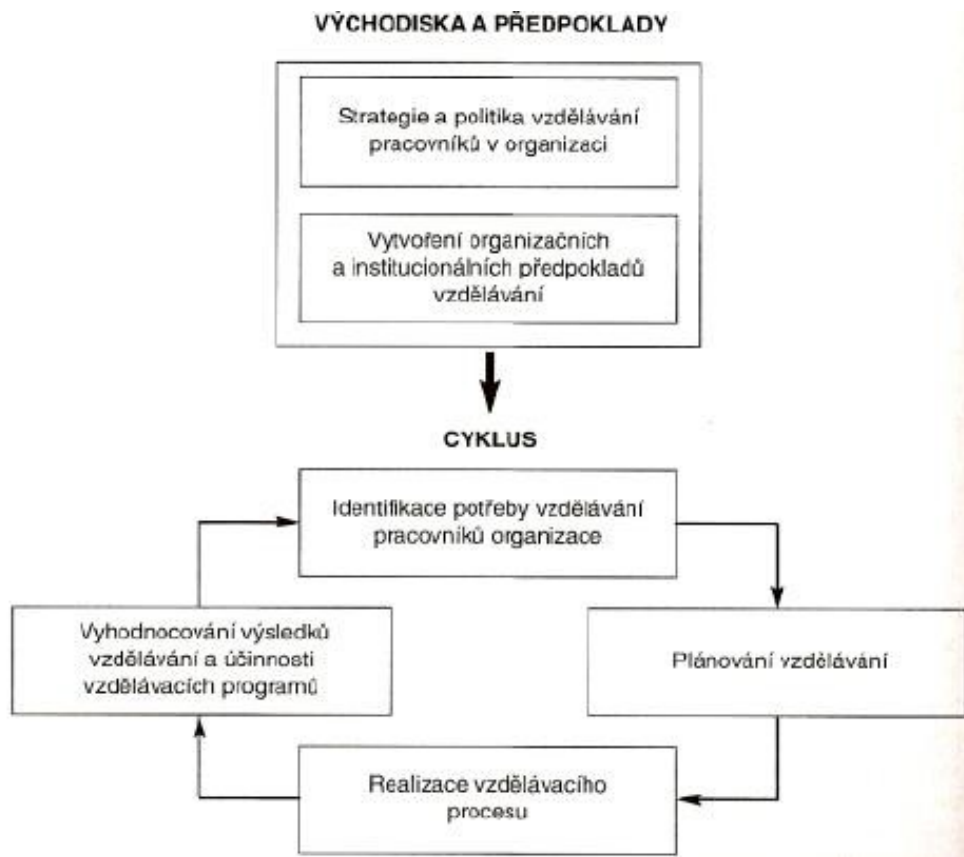 VÝCHODISKA A PŘEDPOKLADY
Strategie a politika vzdělávání
pracovníků v organizaci
Vytvoření organizačních
a institucionálních předpokladů
vzdělávání
CYKLUS
Identifikace potřeby vzdělávání
pracovníků organizace
Vyhodnocování výsledků
vzdělávání a účinnosti
vzdělávacích programů
Plánování vzdělávání
Realizace vzdělávacího
procesu